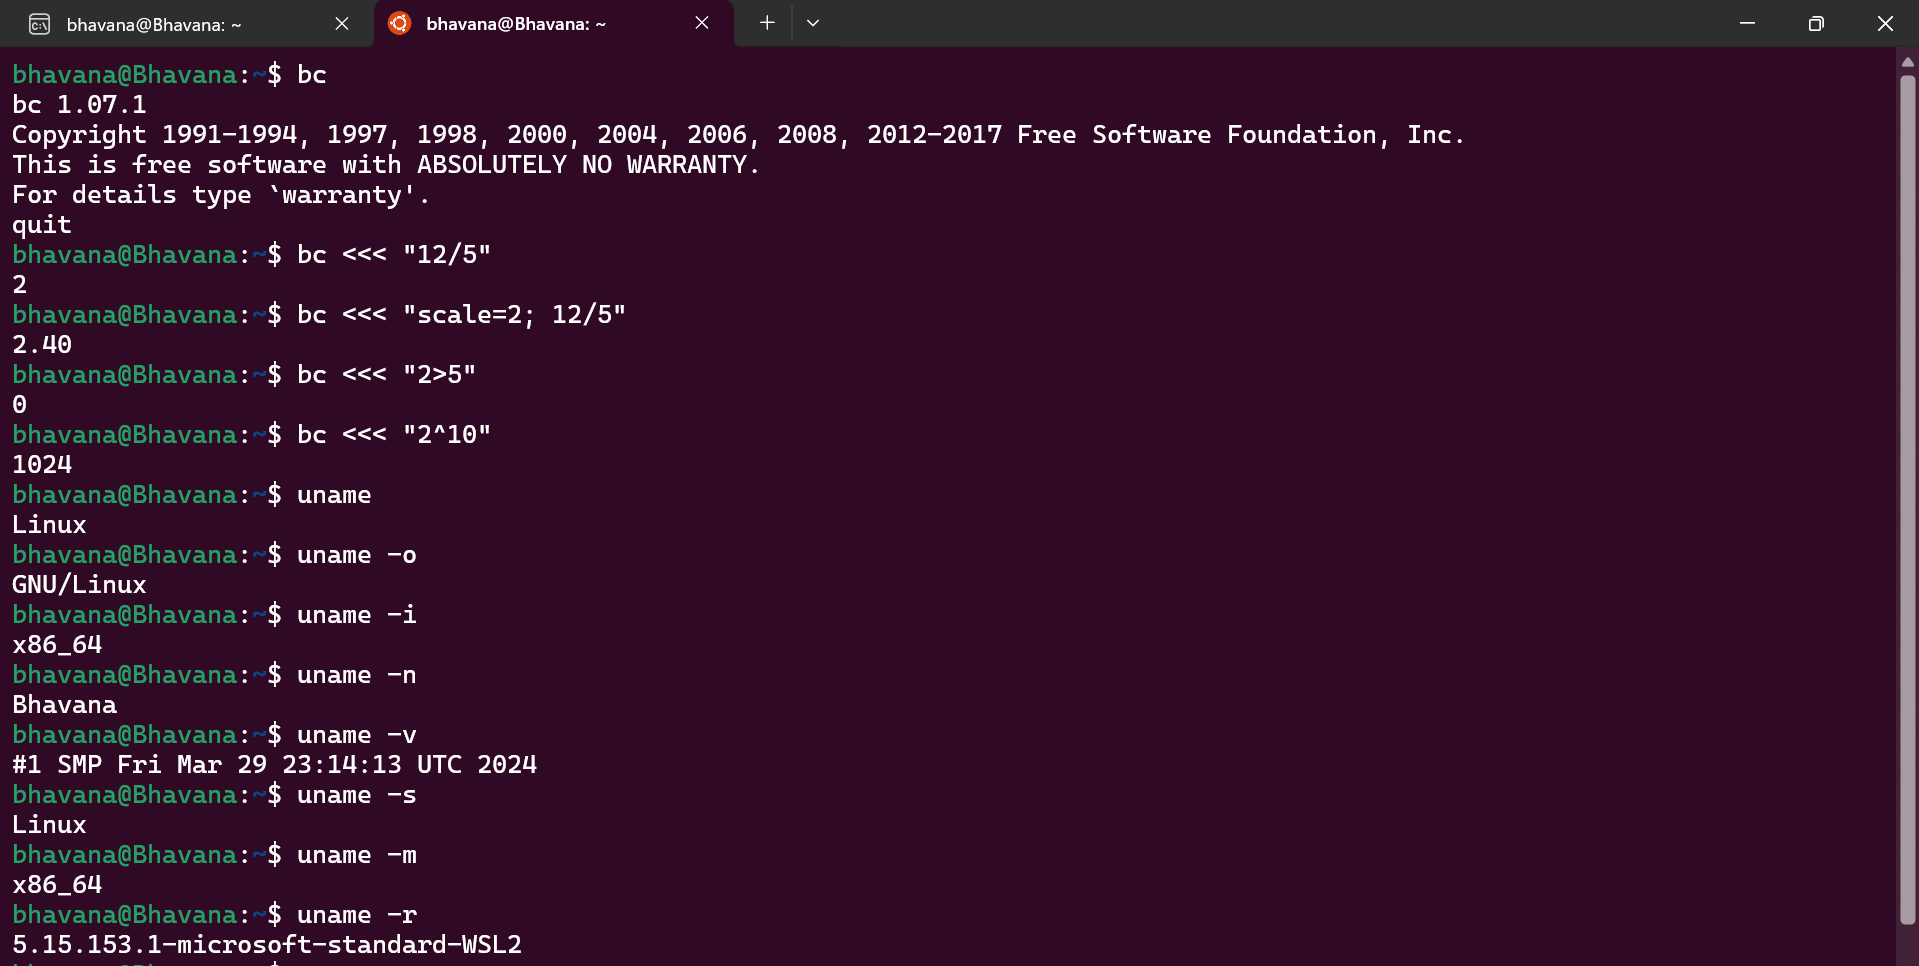 bhavana@Bhavana: ~
bhavana@Bhavana: ~
bhavana@Bhavana:~$ bc
bc 1.07.1
Copyright 1991-1994, 1997, 1998, 2000, 2004, 2006, 2008, 2012-2017 Free Software Foundation, Inc.
This is free software with ABSOLUTELY NO WARRANTY.
For details type `warranty'.
quit
bhavana@Bhavana:~$ bc <<< "12/5"
2
bhavana@Bhavana:~$ bc <<< "scale=2; 12/5"
2.40
bhavana@Bhavana:~$ bc <<< "2>5"
0
bhavana@Bhavana:~$ bc <<< "2^10"
1024
bhavana@Bhavana:~$ uname
Linux
bhavana@Bhavana:~$ uname -o
GNU/Linux
bhavana@Bhavana:~$ uname -i
x86_64
bhavana@Bhavana:~$ uname -n
Bhavana
bhavana@Bhavana:~$ uname -v
#1 SMP Fri Mar 29 23:14:13 UTC 2024
bhavana@Bhavana:~$ uname -s
Linux
bhavana@Bhavana:~$ uname -m
x86_64
bhavana@Bhavana:~$ uname -r
5.15.153.1-microsoft-standard-WSL2